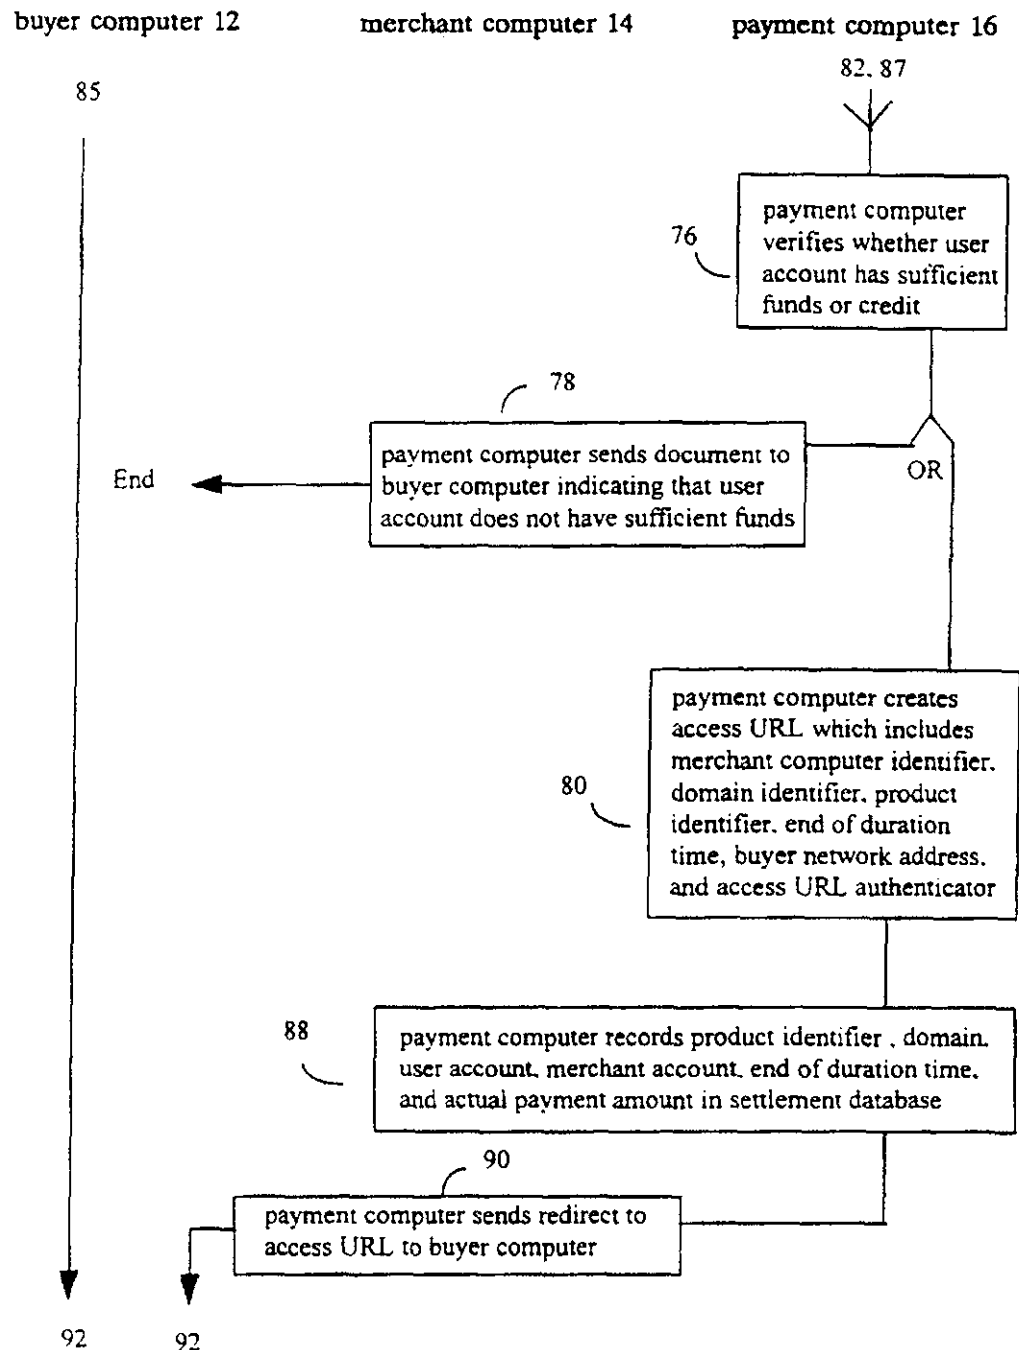 buyer computer 12 merchant computer 14 payment computer 16
82. 87
85
payment computer
verifies whether user
account has sufficient
funds or credit
76
78
OR
payment computer sends document to
buyer computer indicating that user
account does not have sufficient funds
End
payment computer creates
access URL which includes
merchant computer identifier.
domain identifier. product
identifier. end of duration
time, buyer network address.
and access URL authenticator
80
88
payment computer records product identifier . domain.
user account. merchant account. end of duration time.
and actual payment amount in settlement database
90
payment computer sends redirect to
access URL to buyer computer
92 92